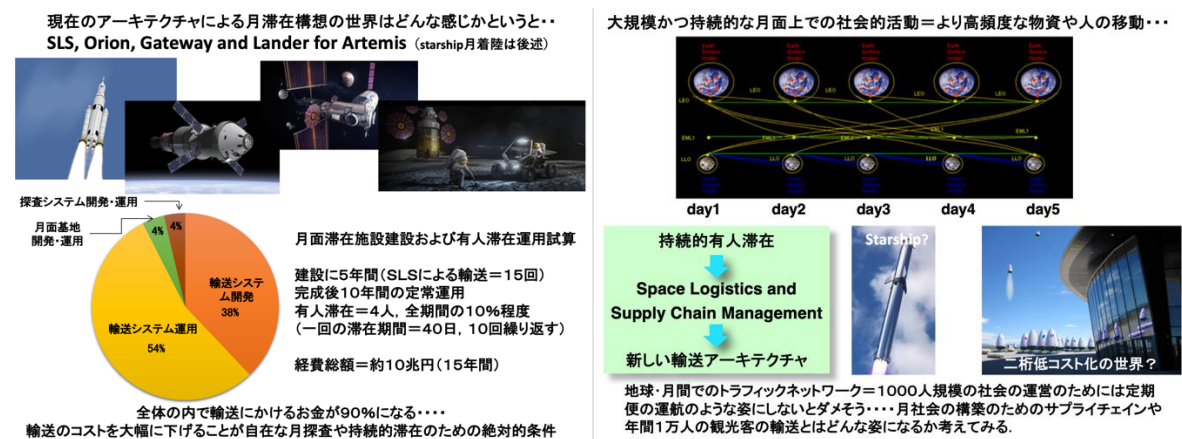 現在のアーキテクチャによる月滞在構想の世界はどんな感じかというと・・
SLS, Orion, Gateway and Lander for Artemis（starship月着陸は後述）
探査システム開発・運用
月面基地
開発・運用
4%
4%
輸送システ
ム開発
38%
輸送システム運用
54%
月面滞在施設建設および有人滞在運用試算
建設に5年間（SLSによる輸送＝15回）
完成後10年間の定常運用
有人滞在＝4人，全期間の10%程度
（一回の滞在期間＝40日，10回繰り返す）
経費総額＝約10兆円（15年間）
全体の内で輸送にかけるお金が90%になる・・・・
輸送のコストを大幅に下げることが自在な月探査や持続的滞在のための絶対的条件
大規模かつ持続的な月面上での社会的活動＝より高頻度な物資や人の移動・・・
Earth Surface Nodes
LEO
LEO
LEO
LEO
LEO
EML1
EML1
EML1
LLO
LLO
LLO
LLO
LLO
day1
day2
day3
day4
day5
持続的有人滞在
Space Logistics and
Supply Chain Management
新しい輸送アーキテクチャ
Starship?
二桁低コスト化の世界？
地球・月間でのトラフィックネットワーク＝1000人規模の社会の運営のためには定期
便の運航のような姿にしないとダメそう・・・・月社会の構築のためのサプライチェインや
年間1万人の観光客の輸送とはどんな姿になるか考えてみる．